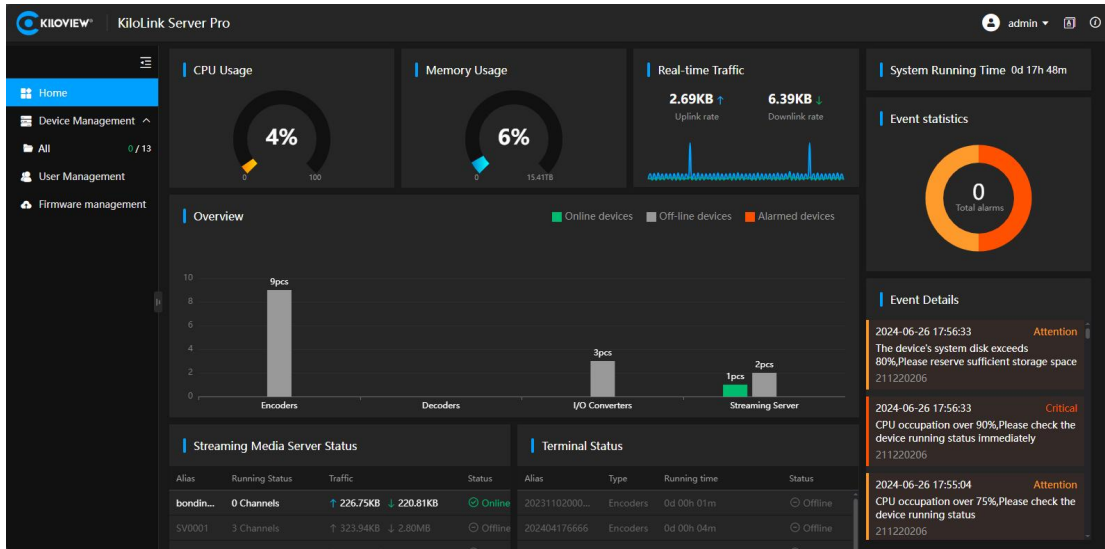 KILOVIEW® KiloLink Server Pro
admin
Home
Device Management
All 0 / 13
User Management
Firmware management
CPU Usage
4%
0 100
Memory Usage
6%
0 15.41TB
Real-time Traffic
2.69KB ↑ 6.39KB ↓
Uplink rate Downlink rate
System Running Time 0d 17h 48m
Event statistics
0
Total alarms
Overview
Online devices Off-line devices Alarmed devices
10
8
6
4
2
0
9pcs
3pcs
1pcs
2pcs
Encoders Decoders I/O Converters Streaming Server
Event Details
2024-06-26 17:56:33 Attention
The device's system disk exceeds
80%,Please reserve sufficient storage space
211220206
2024-06-26 17:56:33 Critical
CPU occupation over 90%,Please check the
device running status immediately
211220206
2024-06-26 17:55:04 Attention
CPU occupation over 75%,Please check the
device running status
211220206
Streaming Media Server Status
Alias Running Status Traffic Status
bondin... 0 Channels ↑ 226.75KB ↓ 220.81KB Online
SV0001 3 Channels ↑ 323.94KB ↓ 2.80MB Offline
Terminal Status
Alias Type Running time Status
20231102000... Encoders 0d 00h 01m Offline
202404176666 Encoders 0d 00h 04m Offline